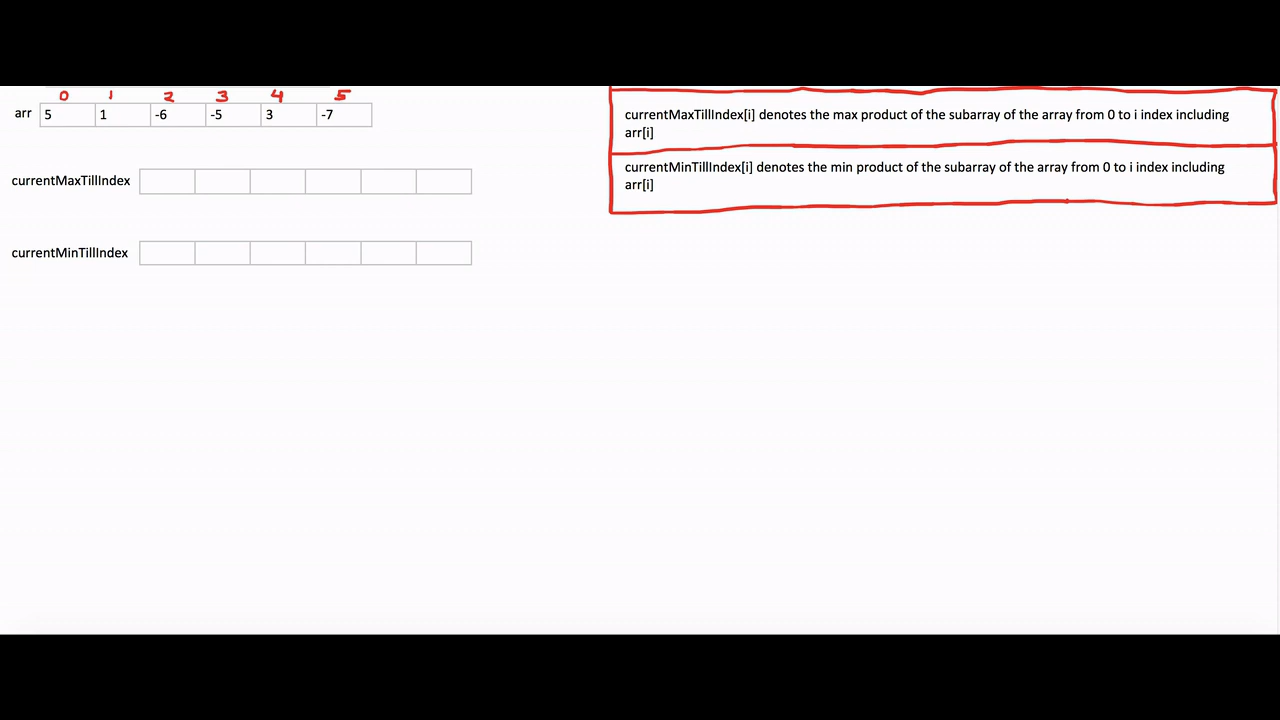 0 1 2 3 4 5
arr 5 1 -6 -5 3 -7
currentMaxTillIndex
currentMinTillIndex
currentMaxTillIndex[i] denotes the max product of the subarray of the array from 0 to i index including
arr[i]
currentMinTillIndex[i] denotes the min product of the subarray of the array from 0 to i index including
arr[i]